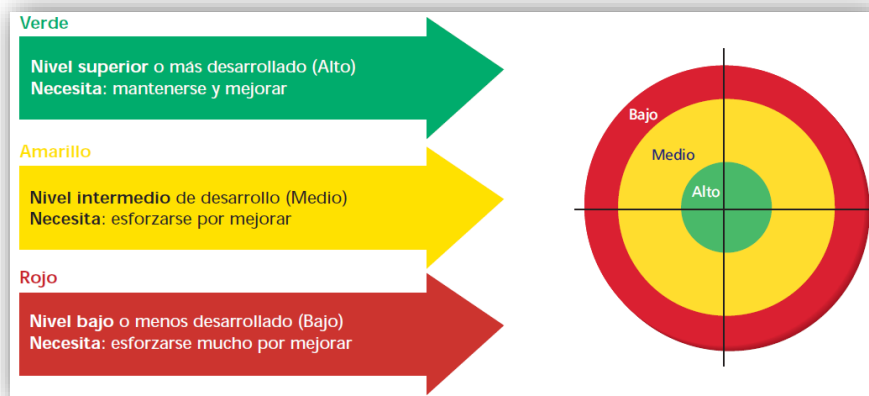 Verde
Nivel superior o más desarrollado (Alto)
Necesita: mantenerse y mejorar
Amarillo
Nivel intermedio de desarrollo (Medio)
Necesita: esforzarse por mejorar
Rojo
Nivel bajo o menos desarrollado (Bajo)
Necesita: esforzarse mucho por mejorar
Bajo
Medio
Alto